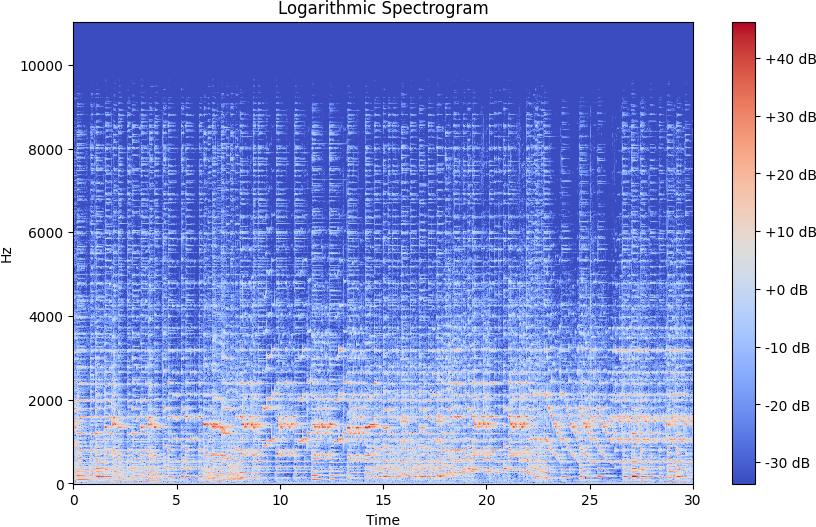 Logarithmic Spectrogram
Hz
10000
8000
6000
4000
2000
0
0 5 10 15 20 25 30
Time
+40 dB
+30 dB
+20 dB
+10 dB
+0 dB
-10 dB
-20 dB
-30 dB